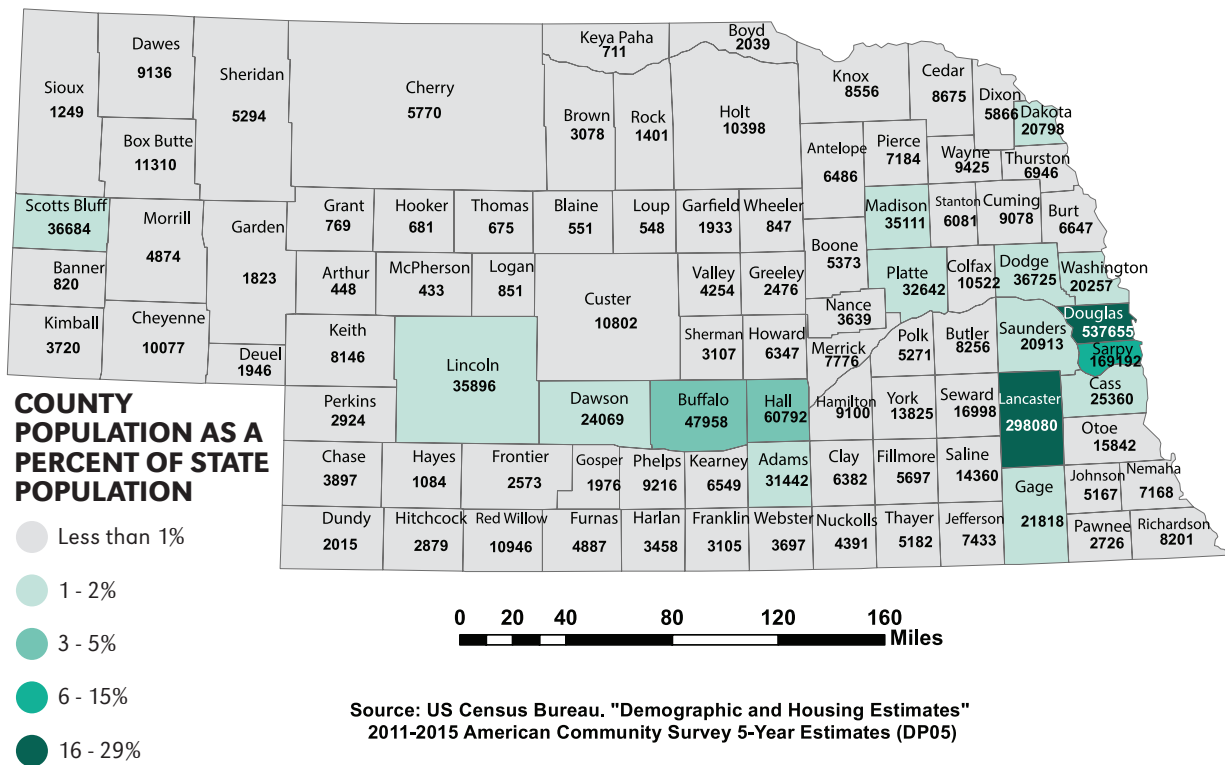 Keya Paha
711
Boyd
2039
Dawes
9136
Sioux
1249
Sheridan
5294
Cherry
5770
Knox
8556
Cedar
8675
Dixon
5866
Dakota
20798
Brown
3078
Rock
1401
Holt
10398
Box Butte
11310
Antelope
6486
Pierce
7184
Wayne
9425
Thurston
6946
Scotts Bluff
36684
Morrill
4874
Garden
1823
Grant
769
Hooker
681
Thomas
675
Blaine
551
Loup
548
Garfield
1933
Wheeler
847
Madison
35111
Stanton
6081
Cuming
9078
Burt
6647
Boone
5373
Banner
820
Arthur
448
McPherson
433
Logan
851
Custer
10802
Valley
4254
Greeley
2476
Platte
32642
Colfax
10522
Dodge
36725
Washington
20257
Nance
3639
Douglas
537655
Kimball
3720
Cheyenne
10077
Deuel
1946
Keith
8146
Lincoln
35896
Sherman
3107
Howard
6347
Merrick
7776
Polk
5271
Butler
8256
Saunders
20913
Sarpy
169192
Cass
25360
Perkins
2924
Dawson
24069
Buffalo
47958
Hall
60792
Hamilton
9100
York
13825
Seward
16998
Lancaster
298080
Otoe
15842
Chase
3897
Hayes
1084
Frontier
2573
Gosper
1976
Phelps
9216
Kearney
6549
Adams
31442
Clay
6382
Fillmore
5697
Saline
14360
Gage
21818
Johnson
5167
Nemaha
7168
Dundy
2015
Hitchcock
2879
Red Willow
10946
Furnas
4887
Harlan
3458
Franklin
3105
Webster
3697
Nuckolls
4391
Thayer
5182
Jefferson
7433
Pawnee
2726
Richardson
8201
COUNTY
POPULATION AS A
PERCENT OF STATE
POPULATION
Less than 1%
1 - 2%
3 - 5%
6 - 15%
16 - 29%
0 20 40 80 120 160
Miles
Source: US Census Bureau. "Demographic and Housing Estimates"
2011-2015 American Community Survey 5-Year Estimates (DP05)